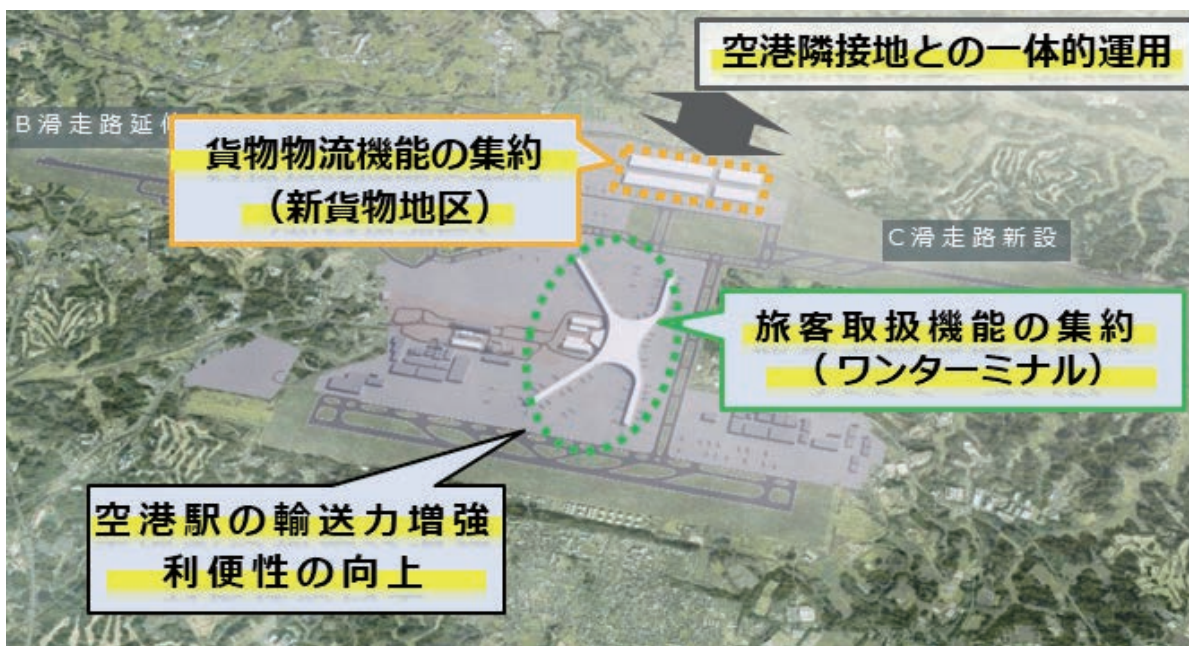 空港隣接地との一体的運用
B滑走路延伸
貨物物流機能の集約
（新貨物地区）
C滑走路新設
旅客取扱機能の集約
（ワンターミナル）
空港駅の輸送力増強
利便性の向上